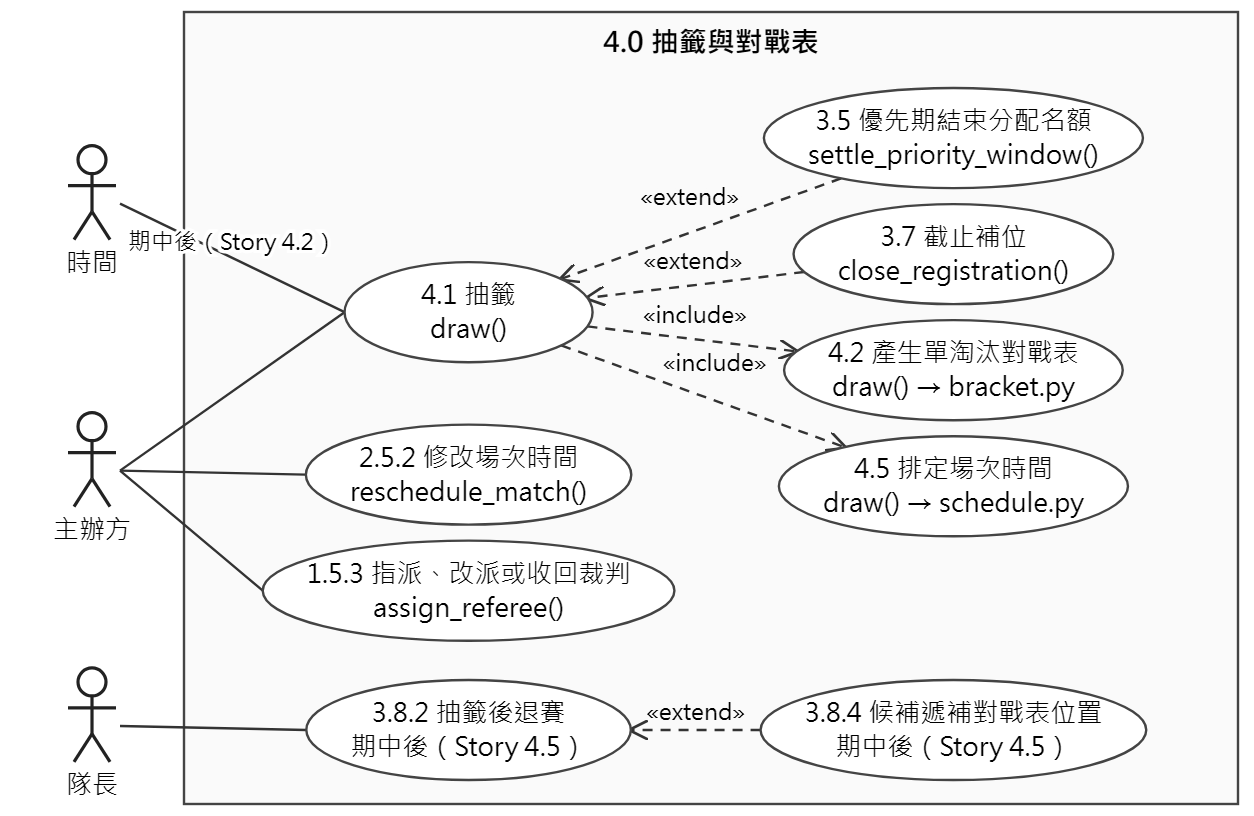 4.0 抽籤與對戰表
3.5 優先期結束分配名額
settle_priority_window()
«extend»
3.7 截止補位
close_registration()
«extend»
時間
期中後（Story 4.2）
4.1 抽籤
draw()
«include»
4.2 產生單淘汰對戰表
draw() → bracket.py
«include»
4.5 排定場次時間
draw() → schedule.py
主辦方
2.5.2 修改場次時間
reschedule_match()
1.5.3 指派、改派或收回裁判
assign_referee()
隊長
3.8.2 抽籤後退賽
期中後（Story 4.5）
«extend»
3.8.4 候補遞補對戰表位置
期中後（Story 4.5）